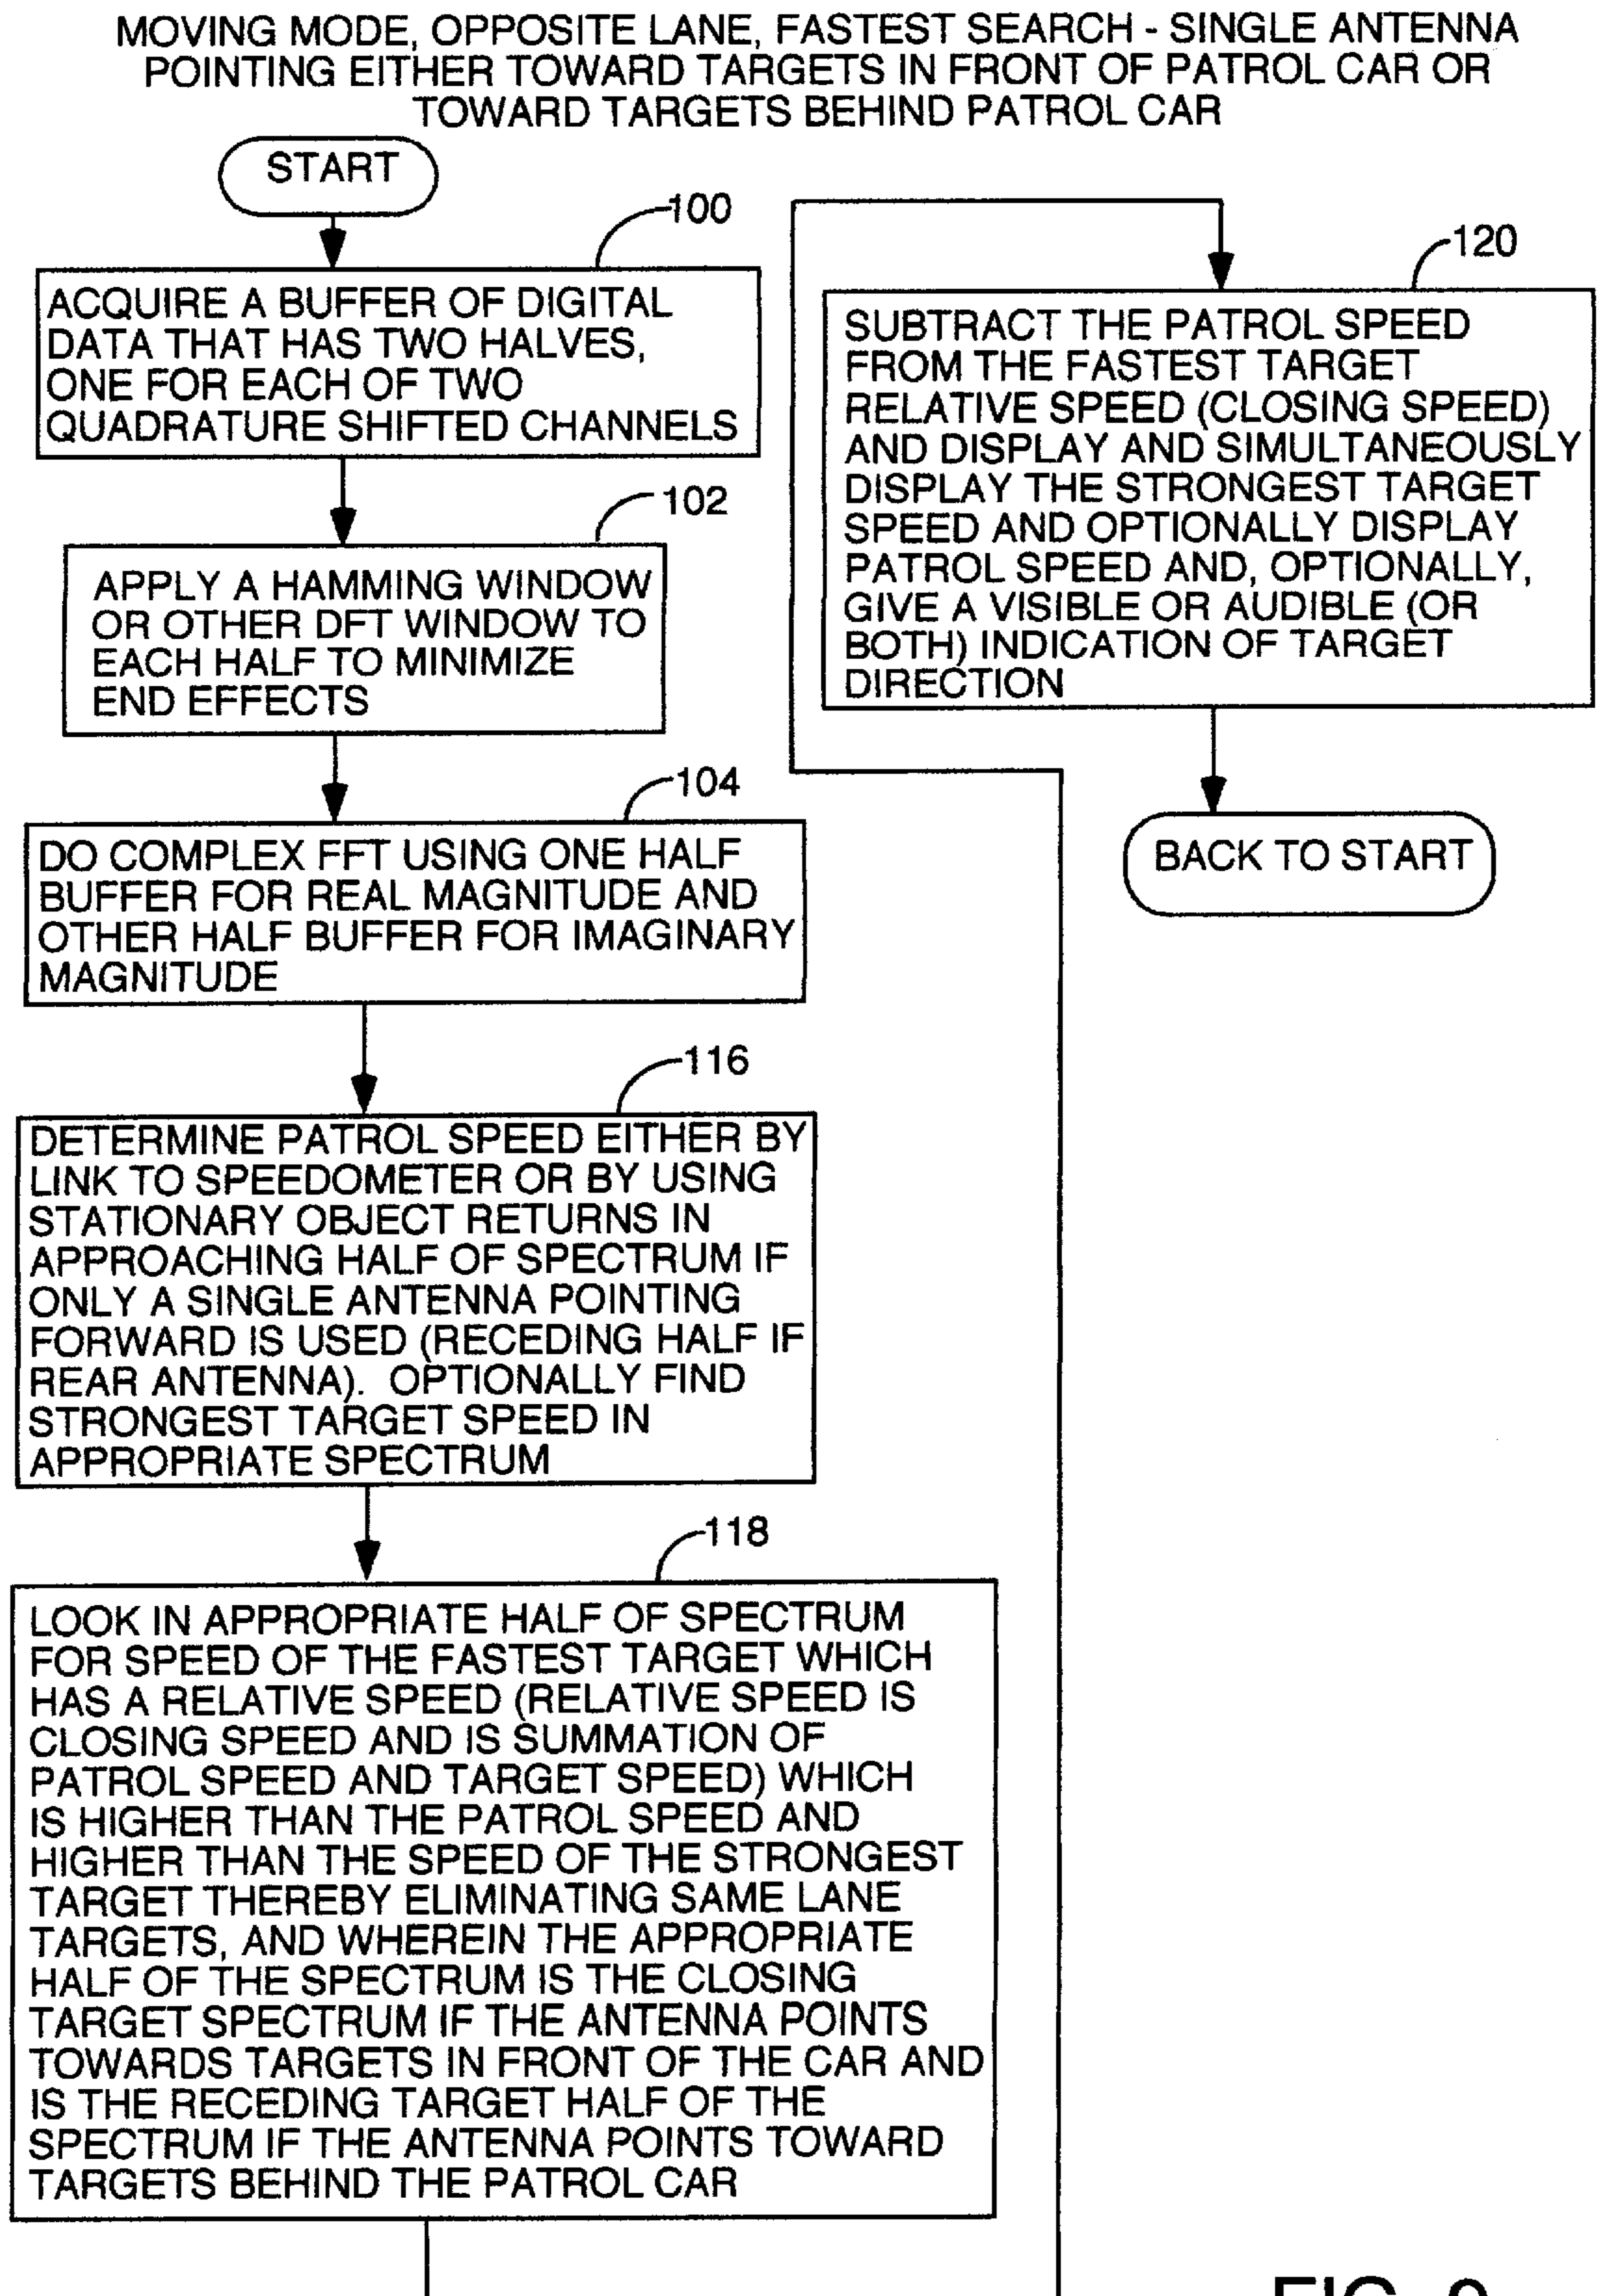 MOVING MODE, OPPOSITE LANE, FASTEST SEARCH - SINGLE ANTENNA
POINTING EITHER TOWARD TARGETS IN FRONT OF PATROL CAR OR
TOWARD TARGETS BEHIND PATROL CAR
START
100
ACQUIRE A BUFFER OF DIGITAL
DATA THAT HAS TWO HALVES,
ONE FOR EACH OF TWO
QUADRATURE SHIFTED CHANNELS
102
APPLY A HAMMING WINDOW
OR OTHER DFT WINDOW TO
EACH HALF TO MINIMIZE
END EFFECTS
104
DO COMPLEX FFT USING ONE HALF
BUFFER FOR REAL MAGNITUDE AND
OTHER HALF BUFFER FOR IMAGINARY
MAGNITUDE
116
DETERMINE PATROL SPEED EITHER BY
LINK TO SPEEDOMETER OR BY USING
STATIONARY OBJECT RETURNS IN
APPROACHING HALF OF SPECTRUM IF
ONLY A SINGLE ANTENNA POINTING
FORWARD IS USED (RECEDING HALF IF
REAR ANTENNA). OPTIONALLY FIND
STRONGEST TARGET SPEED IN
APPROPRIATE SPECTRUM
118
LOOK IN APPROPRIATE HALF OF SPECTRUM
FOR SPEED OF THE FASTEST TARGET WHICH
HAS A RELATIVE SPEED (RELATIVE SPEED IS
CLOSING SPEED AND IS SUMMATION OF
PATROL SPEED AND TARGET SPEED) WHICH
IS HIGHER THAN THE PATROL SPEED AND
HIGHER THAN THE SPEED OF THE STRONGEST
TARGET THEREBY ELIMINATING SAME LANE
TARGETS, AND WHEREIN THE APPROPRIATE
HALF OF THE SPECTRUM IS THE CLOSING
TARGET SPECTRUM IF THE ANTENNA POINTS
TOWARDS TARGETS IN FRONT OF THE CAR AND
IS THE RECEDING TARGET HALF OF THE
SPECTRUM IF THE ANTENNA POINTS TOWARD
TARGETS BEHIND THE PATROL CAR
120
SUBTRACT THE PATROL SPEED
FROM THE FASTEST TARGET
RELATIVE SPEED (CLOSING SPEED)
AND DISPLAY AND SIMULTANEOUSLY
DISPLAY THE STRONGEST TARGET
SPEED AND OPTIONALLY DISPLAY
PATROL SPEED AND, OPTIONALLY,
GIVE A VISIBLE OR AUDIBLE (OR
BOTH) INDICATION OF TARGET
DIRECTION
BACK TO START
FIG.